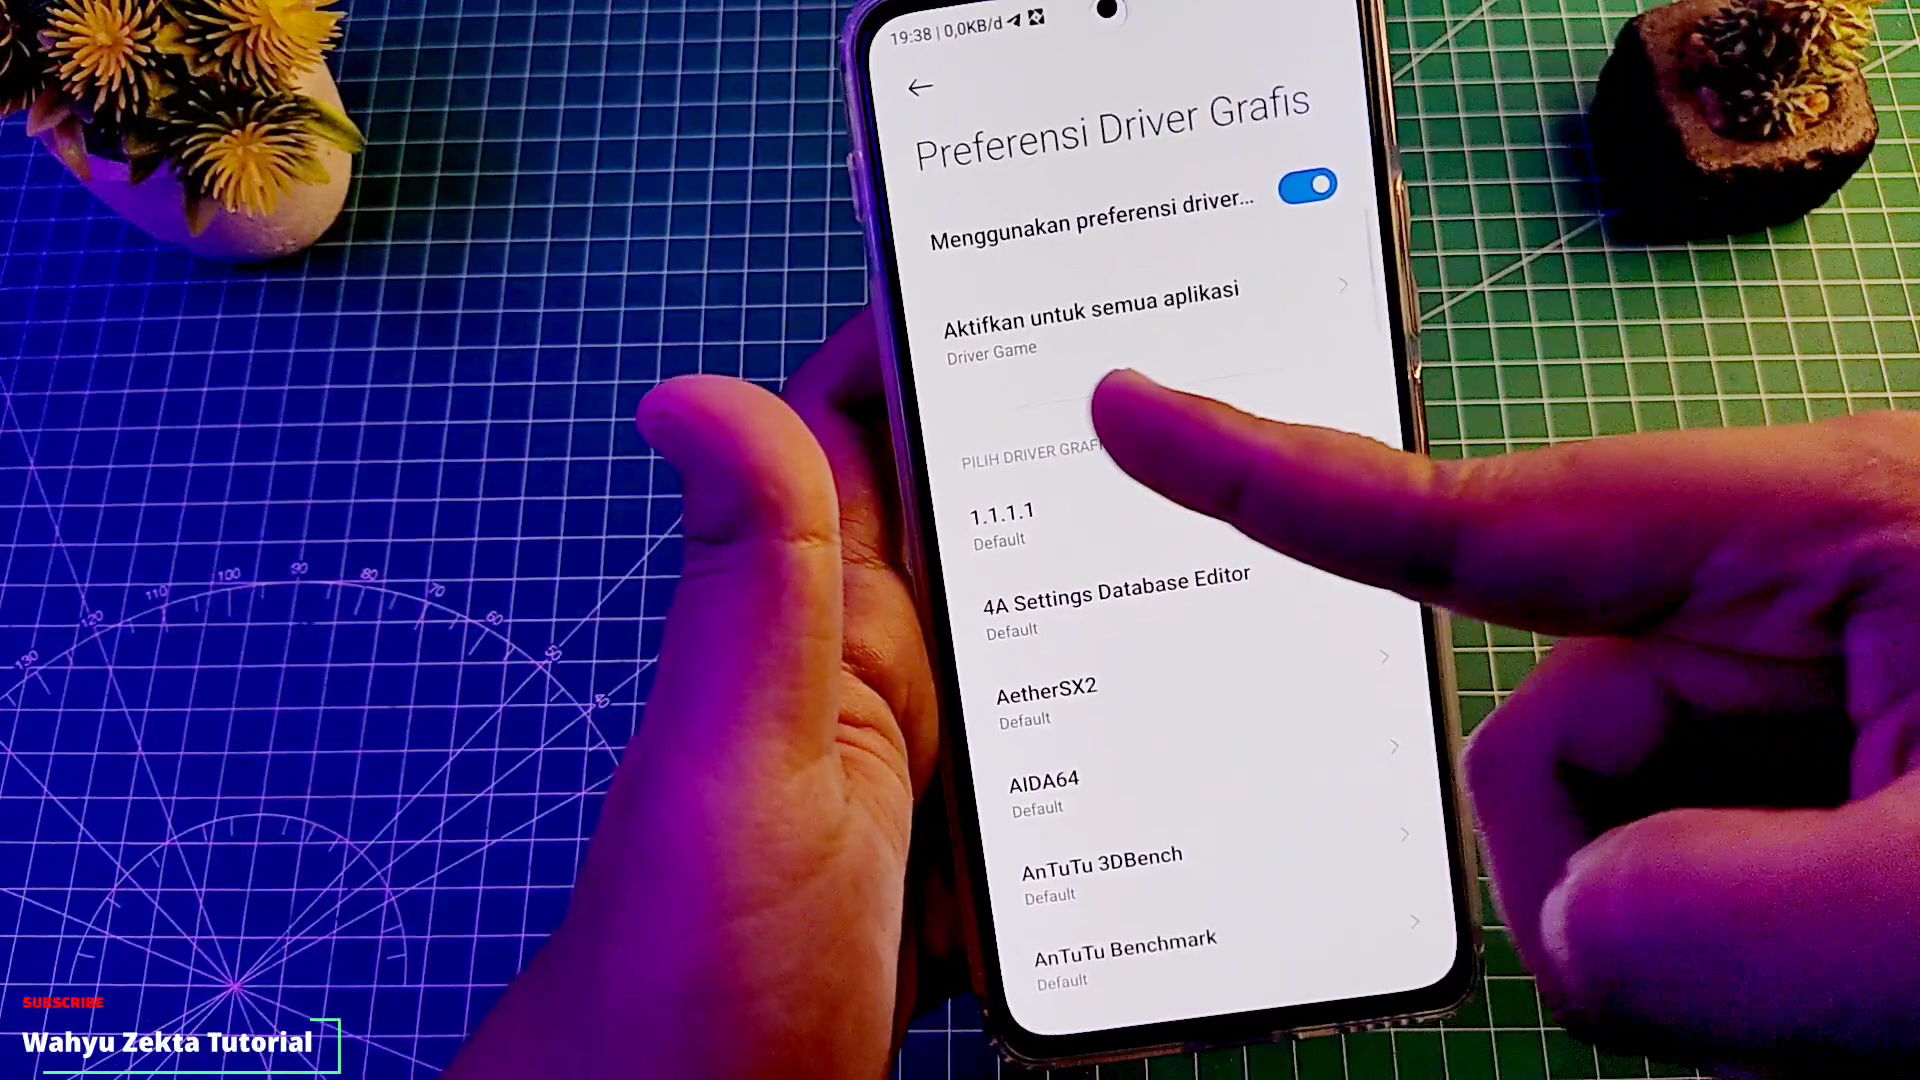 19:38 | 0,0KB/d
Preferensi Driver Grafis
Menggunakan preferensi driver...
Aktifkan untuk semua aplikasi
Driver Game
PILIH DRIVER
1.1.1.1
Default
4A Settings Database Editor
Default
AetherSX2
Default
AIDA64
Default
AnTuTu 3DBench
Default
AnTuTu Benchmark
Default
130
120
110
100
90
80
70
60
50
45
SUBSCRIBE
Wahyu Zekta Tutorial